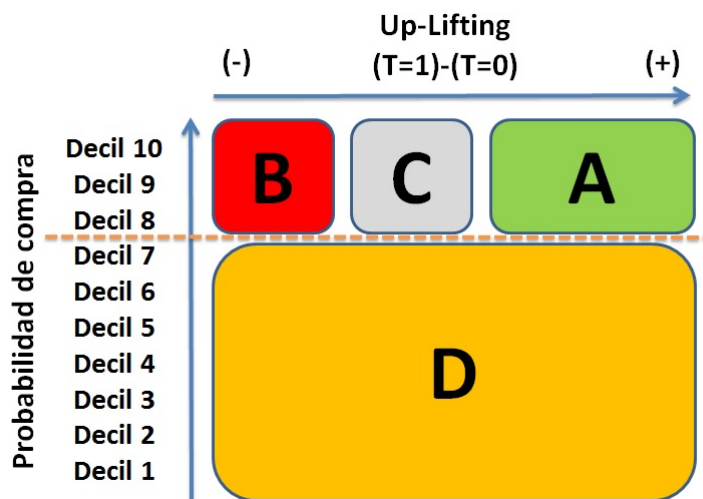 Up-Lifting
(-) (T=1)-(T=0) (+)
Probabilidad de compra
Decil 10
Decil 9
Decil 8
Decil 7
Decil 6
Decil 5
Decil 4
Decil 3
Decil 2
Decil 1
B C A
D